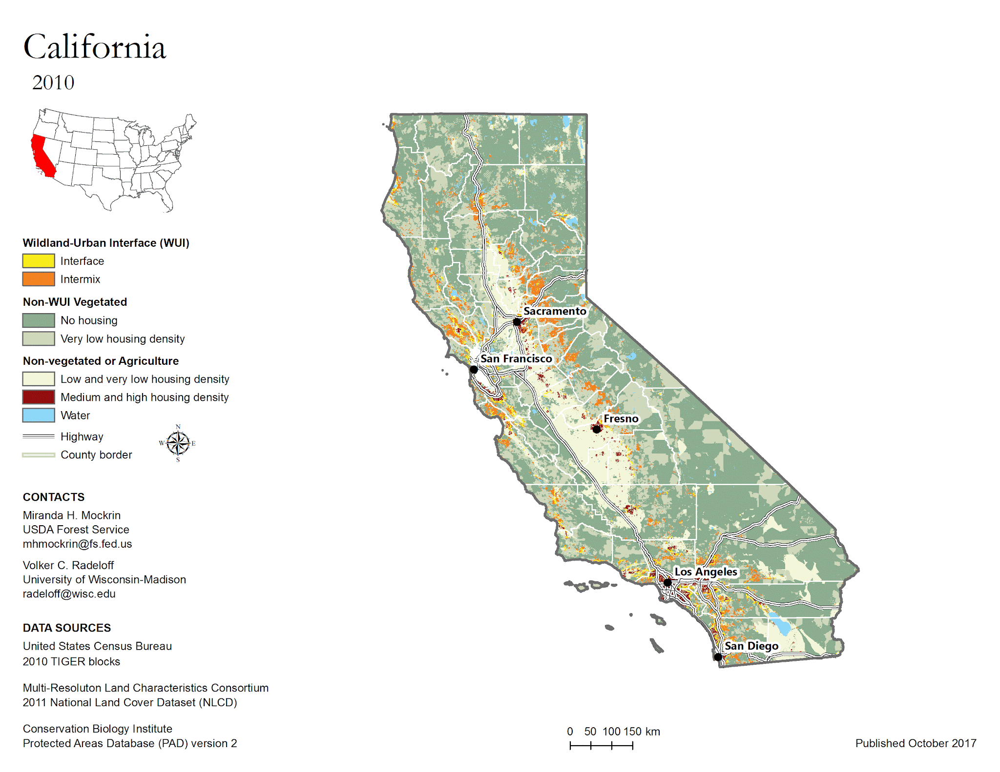 California
2010
Wildland-Urban Interface (WUI)
Interface
Intermix
Non-WUI Vegetated
No housing
Very low housing density
Non-vegetated or Agriculture
Low and very low housing density
Medium and high housing density
Water
Highway
County border
N
W E
S
CONTACTS
Miranda H. Mockrin
USDA Forest Service
mhmockrin@fs.fed.us
Volker C. Radeloff
University of Wisconsin-Madison
radeloff@wisc.edu
DATA SOURCES
United States Census Bureau
2010 TIGER blocks
Multi-Resoluton Land Characteristics Consortium
2011 National Land Cover Dataset (NLCD)
Conservation Biology Institute
Protected Areas Database (PAD) version 2
Sacramento
San Francisco
Fresno
Los Angeles
San Diego
0 50 100 150 km
Published October 2017